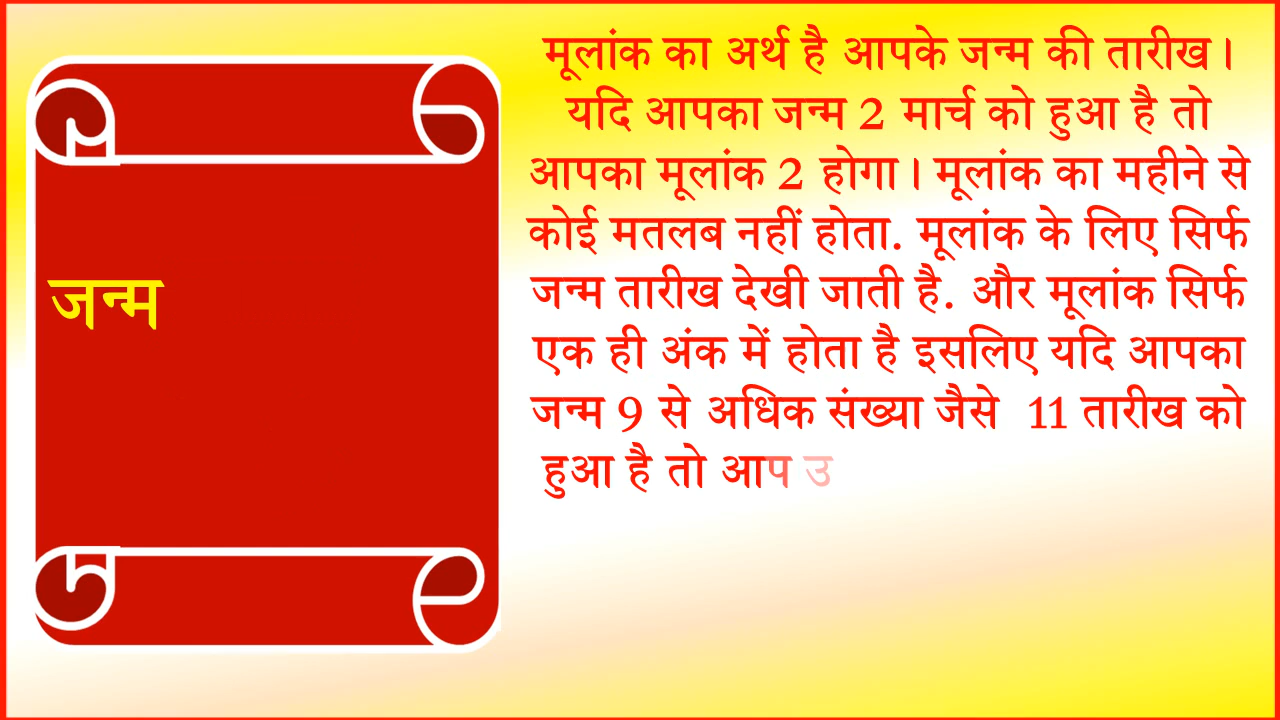 जन्म
मूलांक का अर्थ है आपके जन्म की तारीख।
यदि आपका जन्म 2 मार्च को हुआ है तो
आपका मूलांक 2 होगा। मूलांक का महीने से
कोई मतलब नहीं होता. मूलांक के लिए सिर्फ
जन्म तारीख देखी जाती है. और मूलांक सिर्फ
एक ही अंक में होता है इसलिए यदि आपका
जन्म 9 से अधिक संख्या जैसे 11 तारीख को
हुआ है तो आप उ